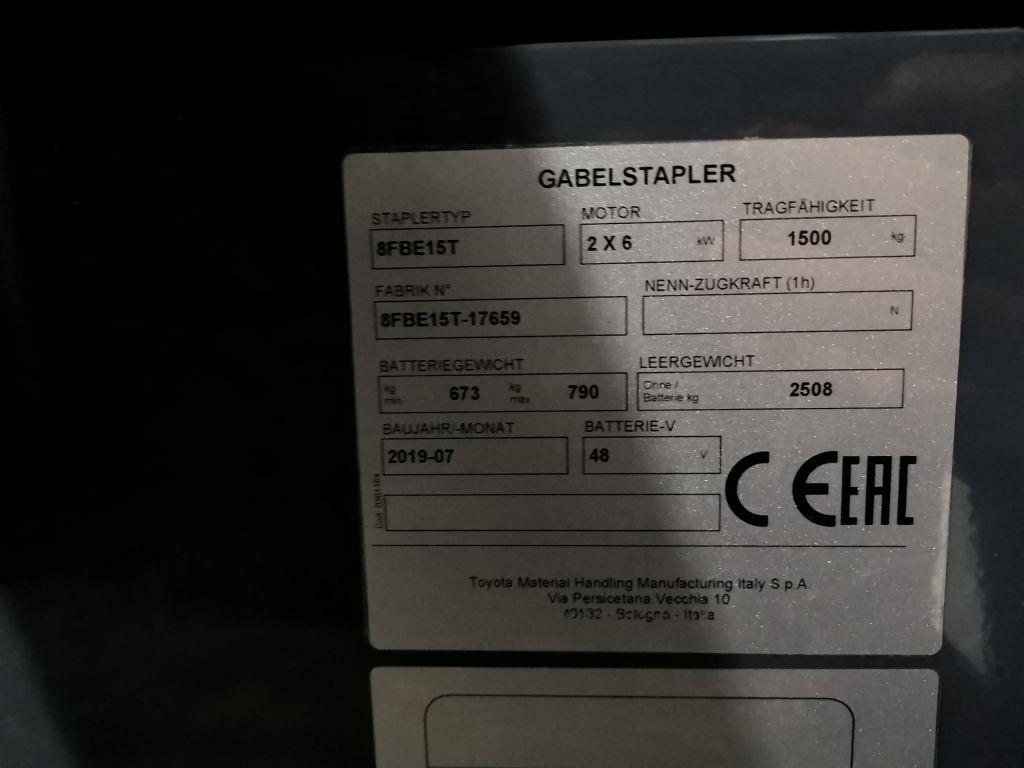 GABELSTAPLER
STAPLERTYP MOTOR TRAGFÄHIGKEIT
8FBE15T 2 X 6 kW 1500 kg
FABRIK N° NENN-ZUGKRAFT (1h)
8FBE15T-17659 N
BATTERIEGEWICHT LEERGEWICHT
kg min. 673 kg max. 790 Ohne / Batterie kg 2508
BAUJAHR/-MONAT BATTERIE-V
2019-07 48 V
CE EAC
Toyota Material Handling Manufacturing Italy S.p.A.
Via Persicetana Vecchia 10
40132 - Bologna - Italia